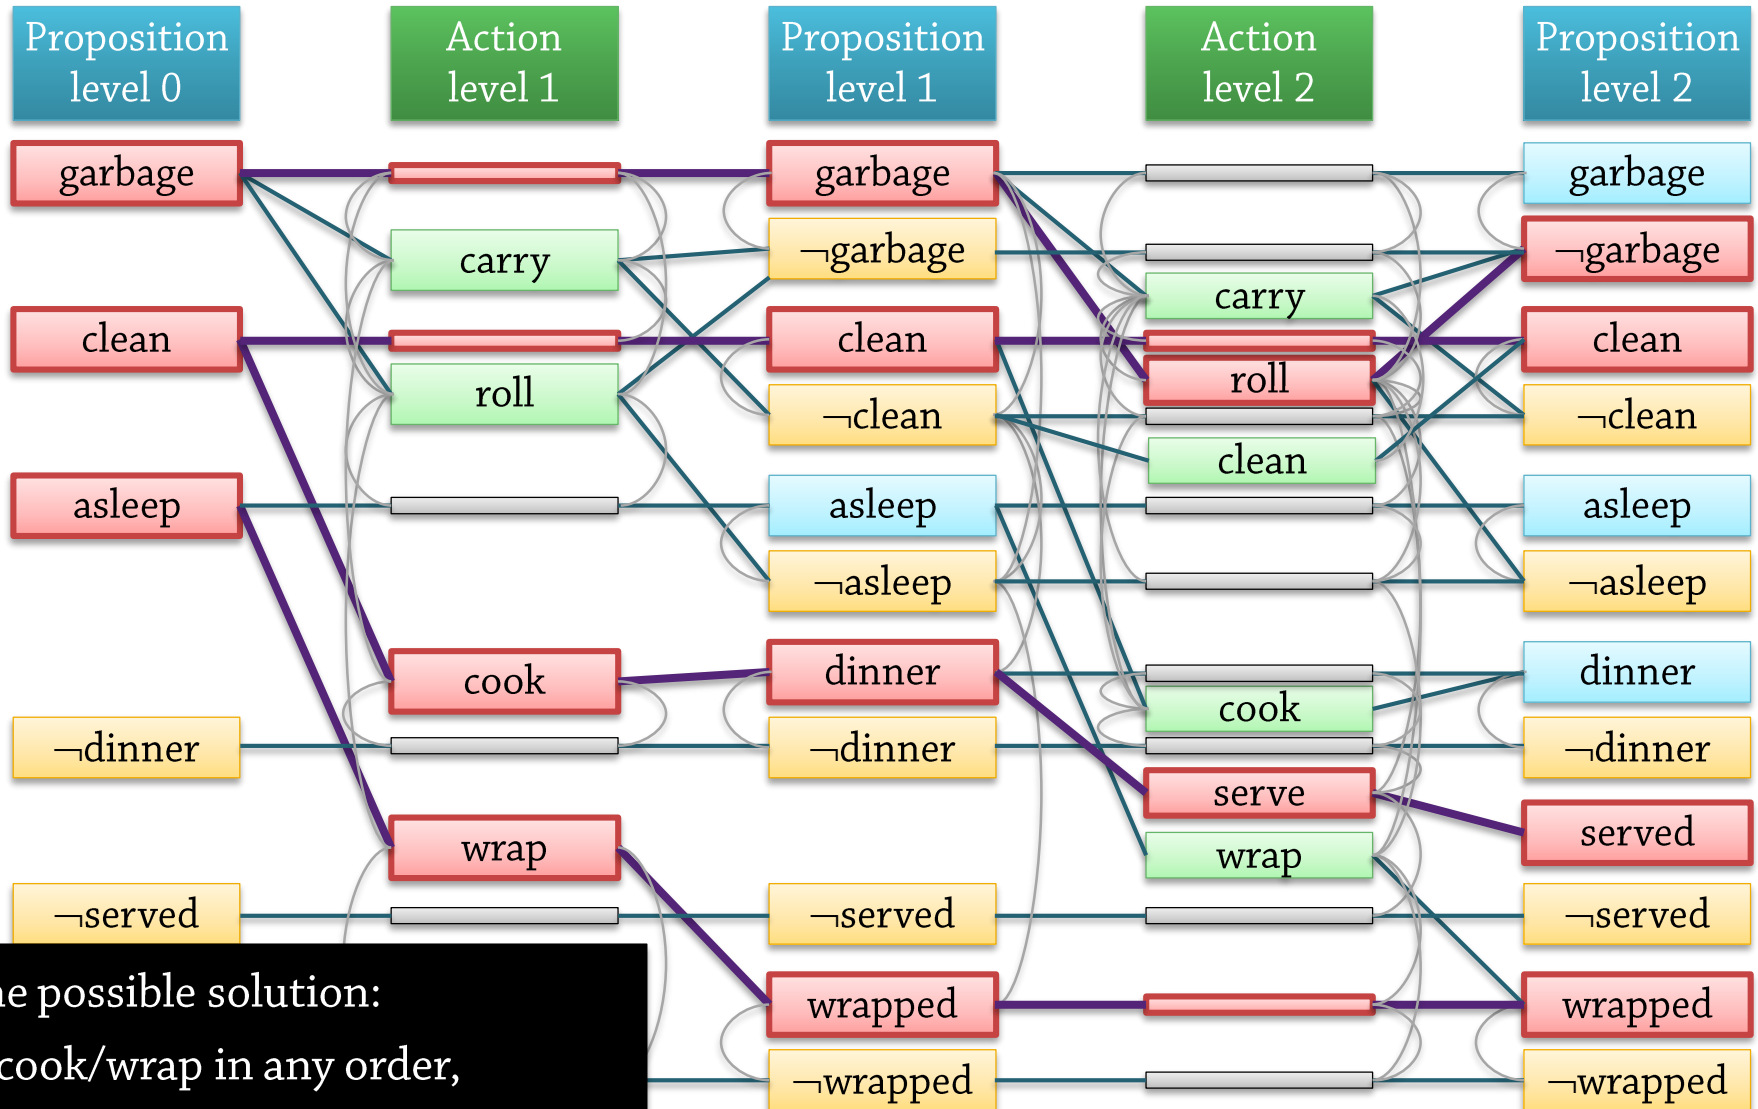 Proposition
level 0
Action
level 1
Proposition
level 1
Action
level 2
Proposition
level 2
garbage
clean
asleep
¬dinner
¬served
carry
roll
cook
wrap
garbage
¬garbage
clean
¬clean
asleep
¬asleep
dinner
¬dinner
¬served
wrapped
¬wrapped
carry
roll
clean
cook
serve
wrap
garbage
¬garbage
clean
¬clean
asleep
¬asleep
dinner
¬dinner
served
¬served
wrapped
¬wrapped
possible solution:
cook/wrap in any order,